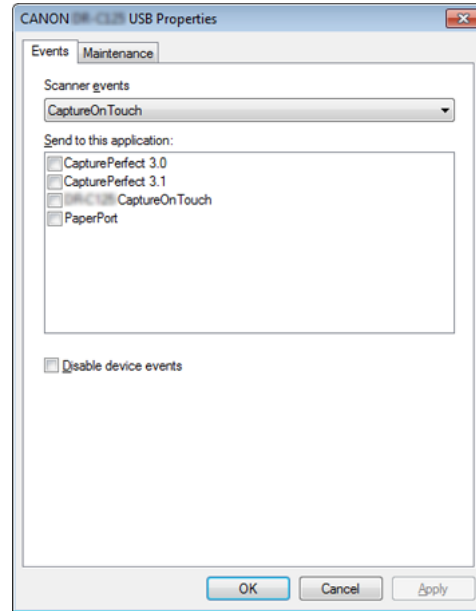 CANON USB Properties
Events
Maintenance
Scanner events
CaptureOnTouch
Send to this application:
CapturePerfect 3.0
CapturePerfect 3.1
CaptureOnTouch
PaperPort
Disable device events
OK
Cancel
Apply